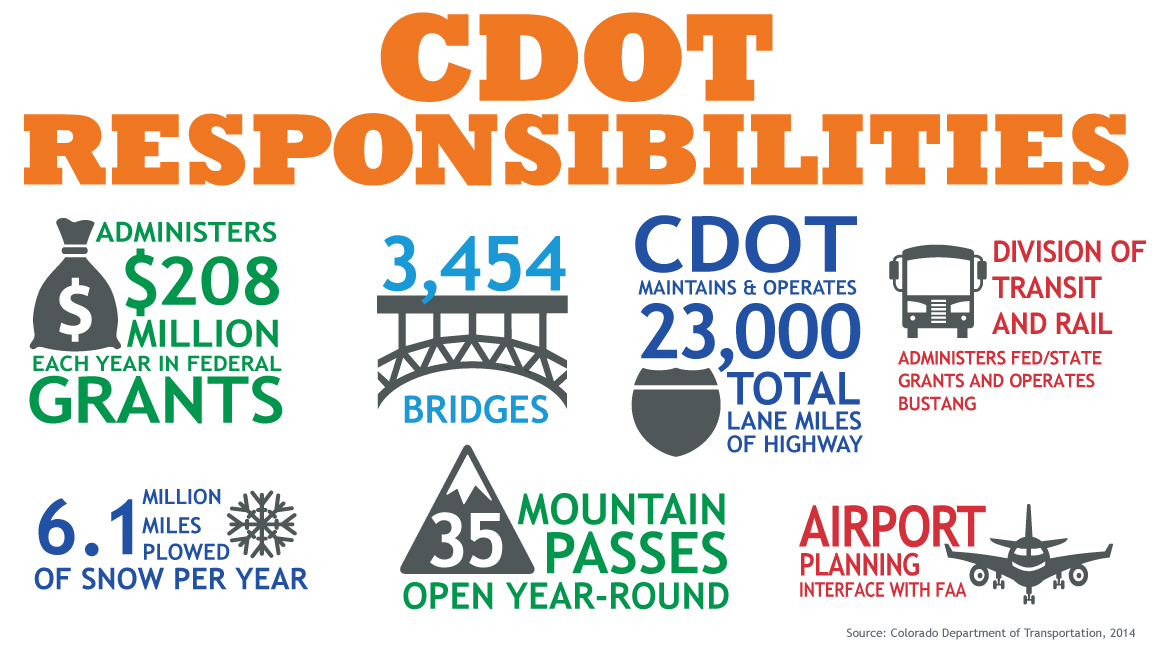 CDOT
RESPONSIBILITIES
ADMINISTERS
$208
$
MILLION
EACH YEAR IN FEDERAL
GRANTS
3,454
BRIDGES
CDOT
MAINTAINS & OPERATES
23,000
TOTAL
LANE MILES
OF HIGHWAY
DIVISION OF
TRANSIT
AND RAIL
ADMINISTERS FED/STATE
GRANTS AND OPERATES
BUSTANG
6.1
MILLION
MILES
PLOWED
OF SNOW PER YEAR
35
MOUNTAIN
PASSES
OPEN YEAR-ROUND
AIRPORT
PLANNING
INTERFACE WITH FAA
Source: Colorado Department of Transportation, 2014